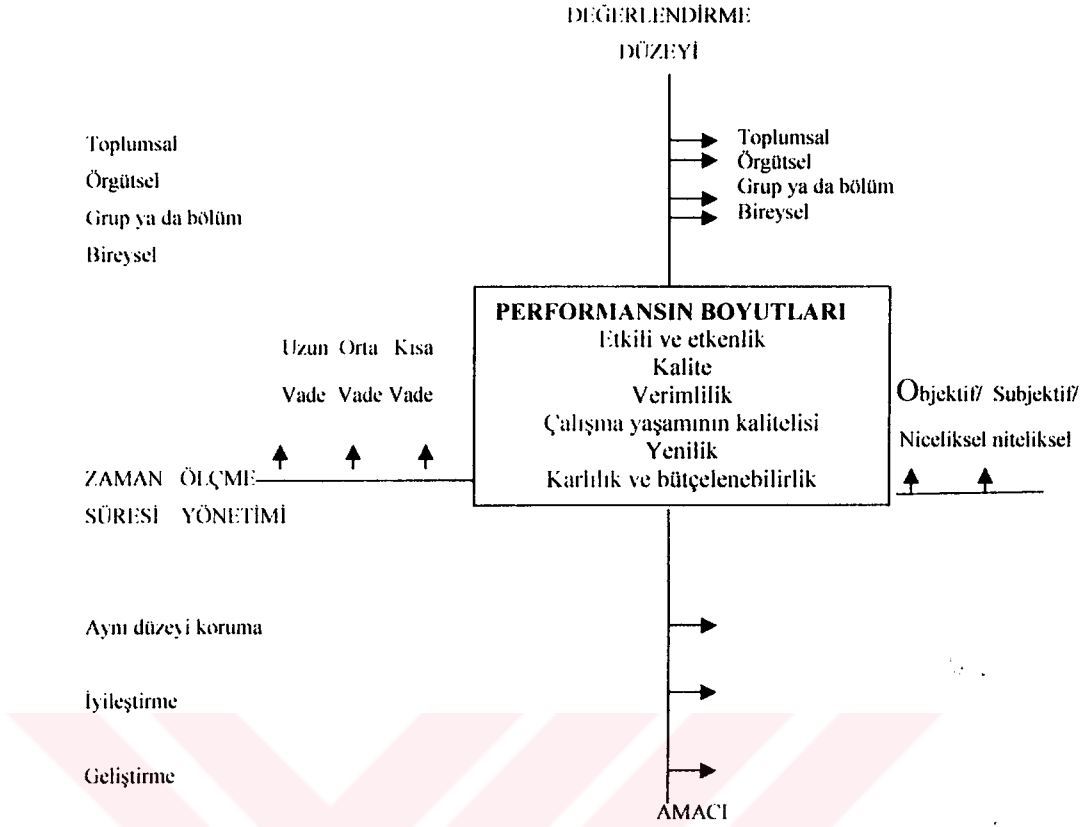 DEĞERLENDİRME
DÜZEYİ
Toplumsal
Örgütsel
Grup ya da bölüm
Bireysel
Toplumsal
Örgütsel
Grup ya da bölüm
Bireysel
PERFORMANSIN BOYUTLARI
Etkili ve etkenlik
Kalite
Verimlilik
Çalışma yaşamının kalitelisi
Yenilik
Karlılık ve bütçelenebilirlik
Uzun Orta Kısa
Vade Vade Vade
Objektif/ Subjektif/
Niceliksel niteliksel
ZAMAN ÖLÇME
SÜRESİ YÖNETİMİ
Aynı düzeyi koruma
İyileştirme
Geliştirme
AMACI